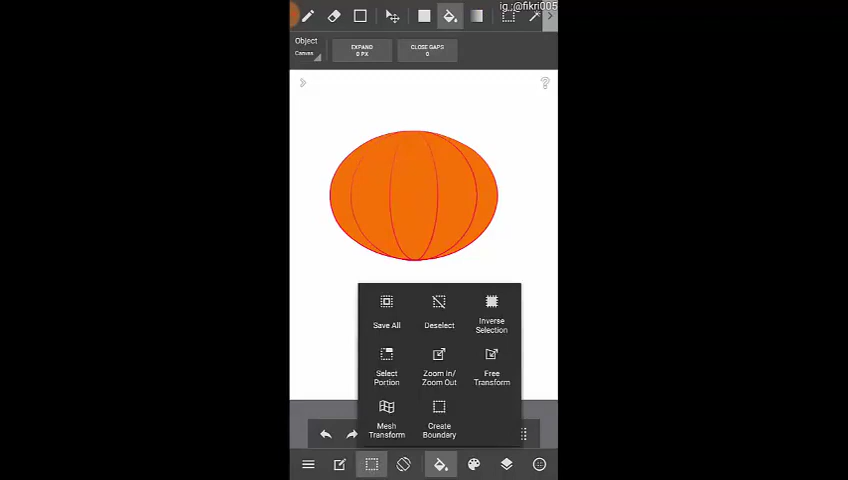 ig ;@fikri005
Object
Canvas
EXPAND
0 PX
CLOSE GAPS
0
?
Save All
Deselect
Inverse
Selection
Select
Portion
Zoom In/
Zoom Out
Free
Transform
Mesh
Transform
Create
Boundary